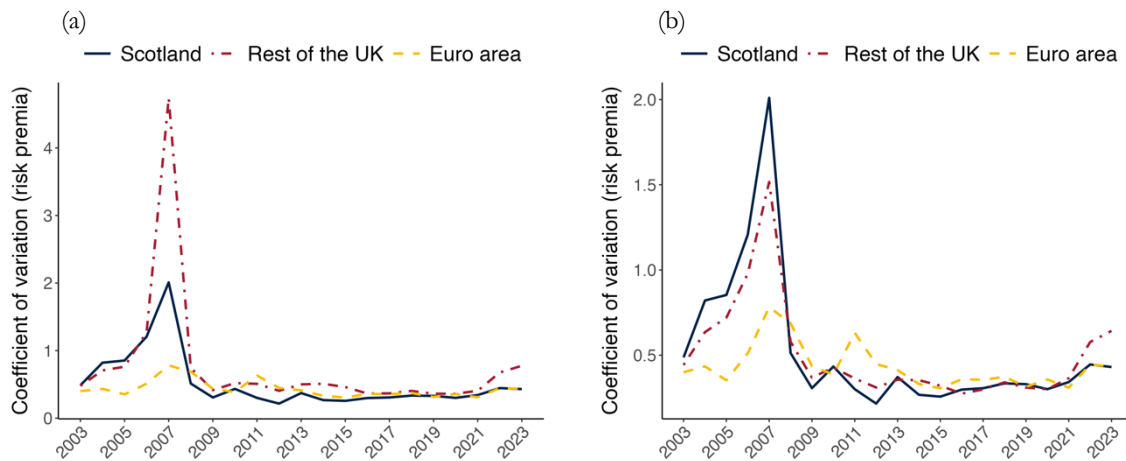 (a)
Scotland Rest of the UK Euro area
Coefficient of variation (risk premia)
4
3
2
1
0
2003 2005 2007 2009 2011 2013 2015 2017 2019 2021 2023
(b)
Scotland Rest of the UK Euro area
Coefficient of variation (risk premia)
2.0
1.5
1.0
0.5
2003 2005 2007 2009 2011 2013 2015 2017 2019 2021 2023